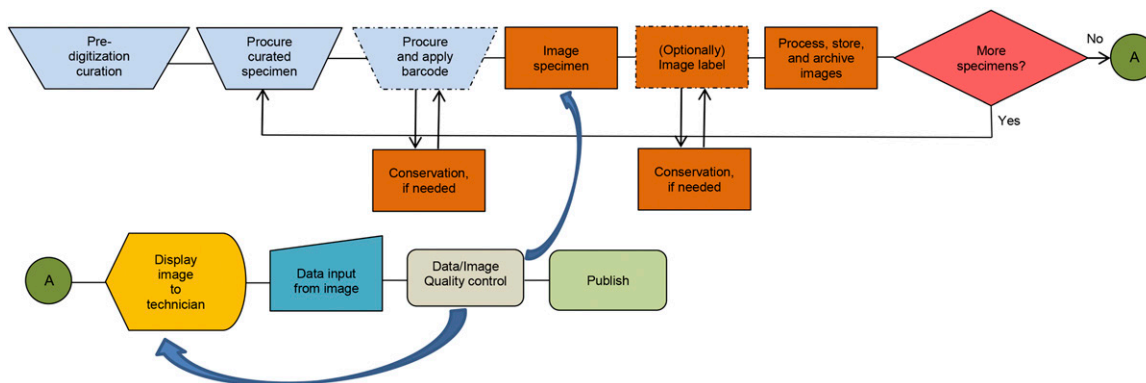 Pre-
digitization
curation
Procure
curated
specimen
Procure
and apply
barcode
Image
specimen
(Optionally)
Image label
Process, store,
and archive
images
More
specimens?
No
A
Yes
Conservation,
if needed
Conservation,
if needed
A
Display
image
to
technician
Data input
from image
Data/Image
Quality control
Publish